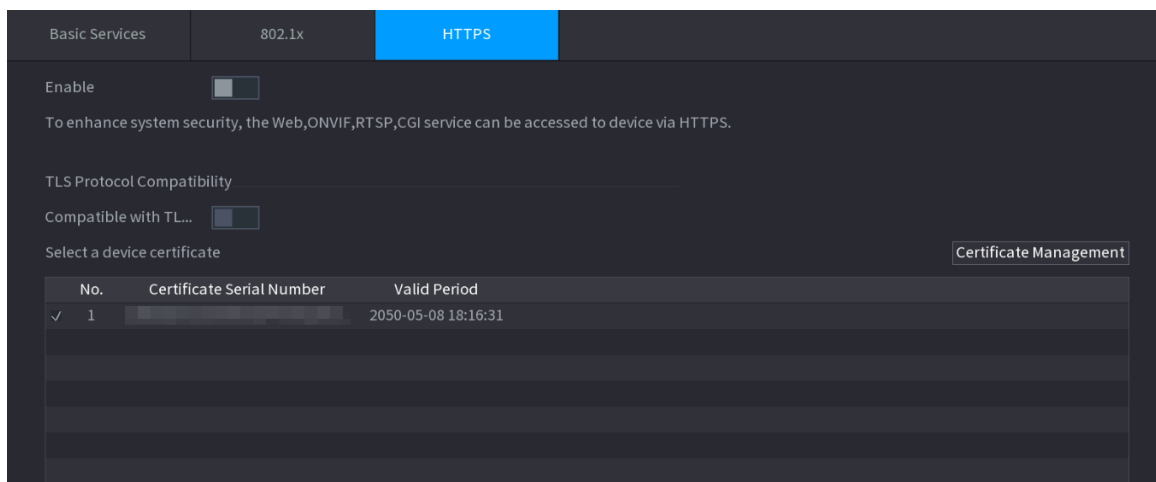 Basic Services 802.1x HTTPS
Enable
To enhance system security, the Web,ONVIF,RTSP,CGI service can be accessed to device via HTTPS.
TLS Protocol Compatibility
Compatible with TL...
Select a device certificate Certificate Management
No. Certificate Serial Number Valid Period
1 2050-05-08 18:16:31